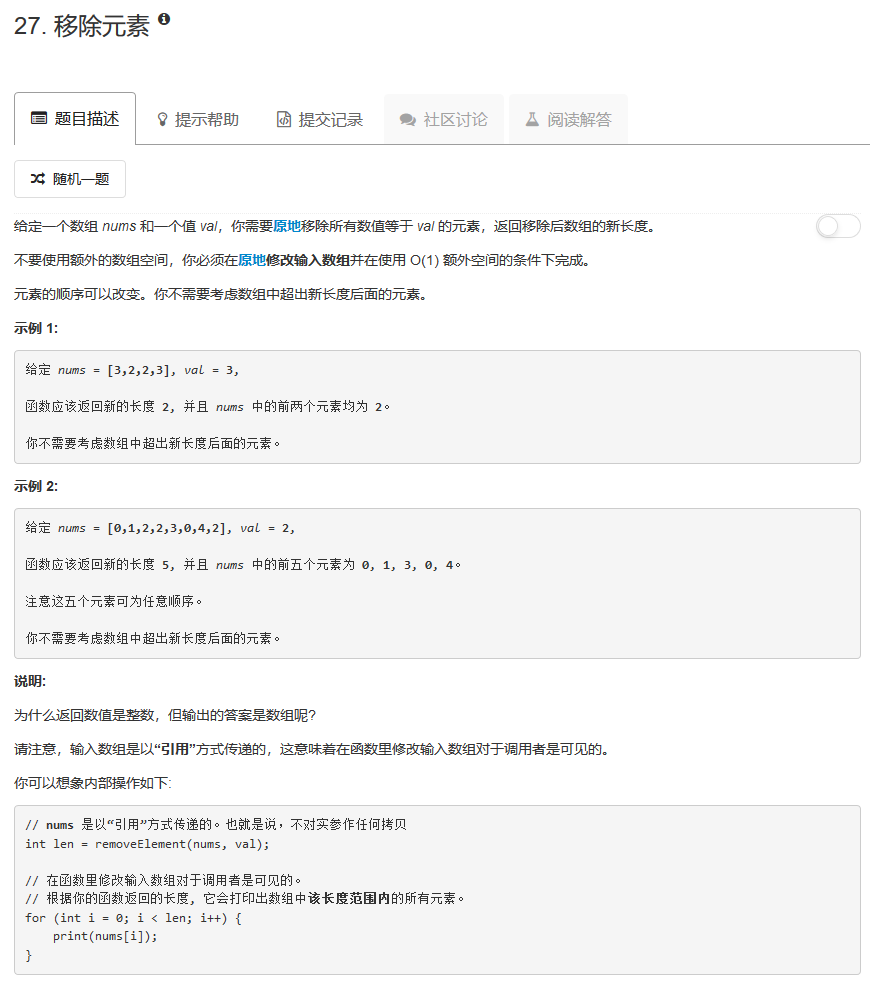 27. 移除元素
题目描述
提示帮助
提交记录
社区讨论
阅读解答
随机一题
给定一个数组 nums 和一个值 val，你需要原地移除所有数值等于 val 的元素，返回移除后数组的新长度。
不要使用额外的数组空间，你必须在原地修改输入数组并在使用 O(1) 额外空间的条件下完成。
元素的顺序可以改变。你不需要考虑数组中超出新长度后面的元素。
示例 1:
给定 nums = [3,2,2,3], val = 3,
函数应该返回新的长度 2, 并且 nums 中的前两个元素均为 2。
你不需要考虑数组中超出新长度后面的元素。
示例 2:
给定 nums = [0,1,2,2,3,0,4,2], val = 2,
函数应该返回新的长度 5, 并且 nums 中的前五个元素为 0, 1, 3, 0, 4。
注意这五个元素可为任意顺序。
你不需要考虑数组中超出新长度后面的元素。
说明:
为什么返回数值是整数，但输出的答案是数组呢?
请注意，输入数组是以“引用”方式传递的，这意味着在函数里修改输入数组对于调用者是可见的。
你可以想象内部操作如下:
// nums 是以“引用”方式传递的。也就是说，不对实参作任何拷贝
int len = removeElement(nums, val);
// 在函数里修改输入数组对于调用者是可见的。
// 根据你的函数返回的长度, 它会打印出数组中该长度范围内的所有元素。
for (int i = 0; i < len; i++) {
    print(nums[i]);
}